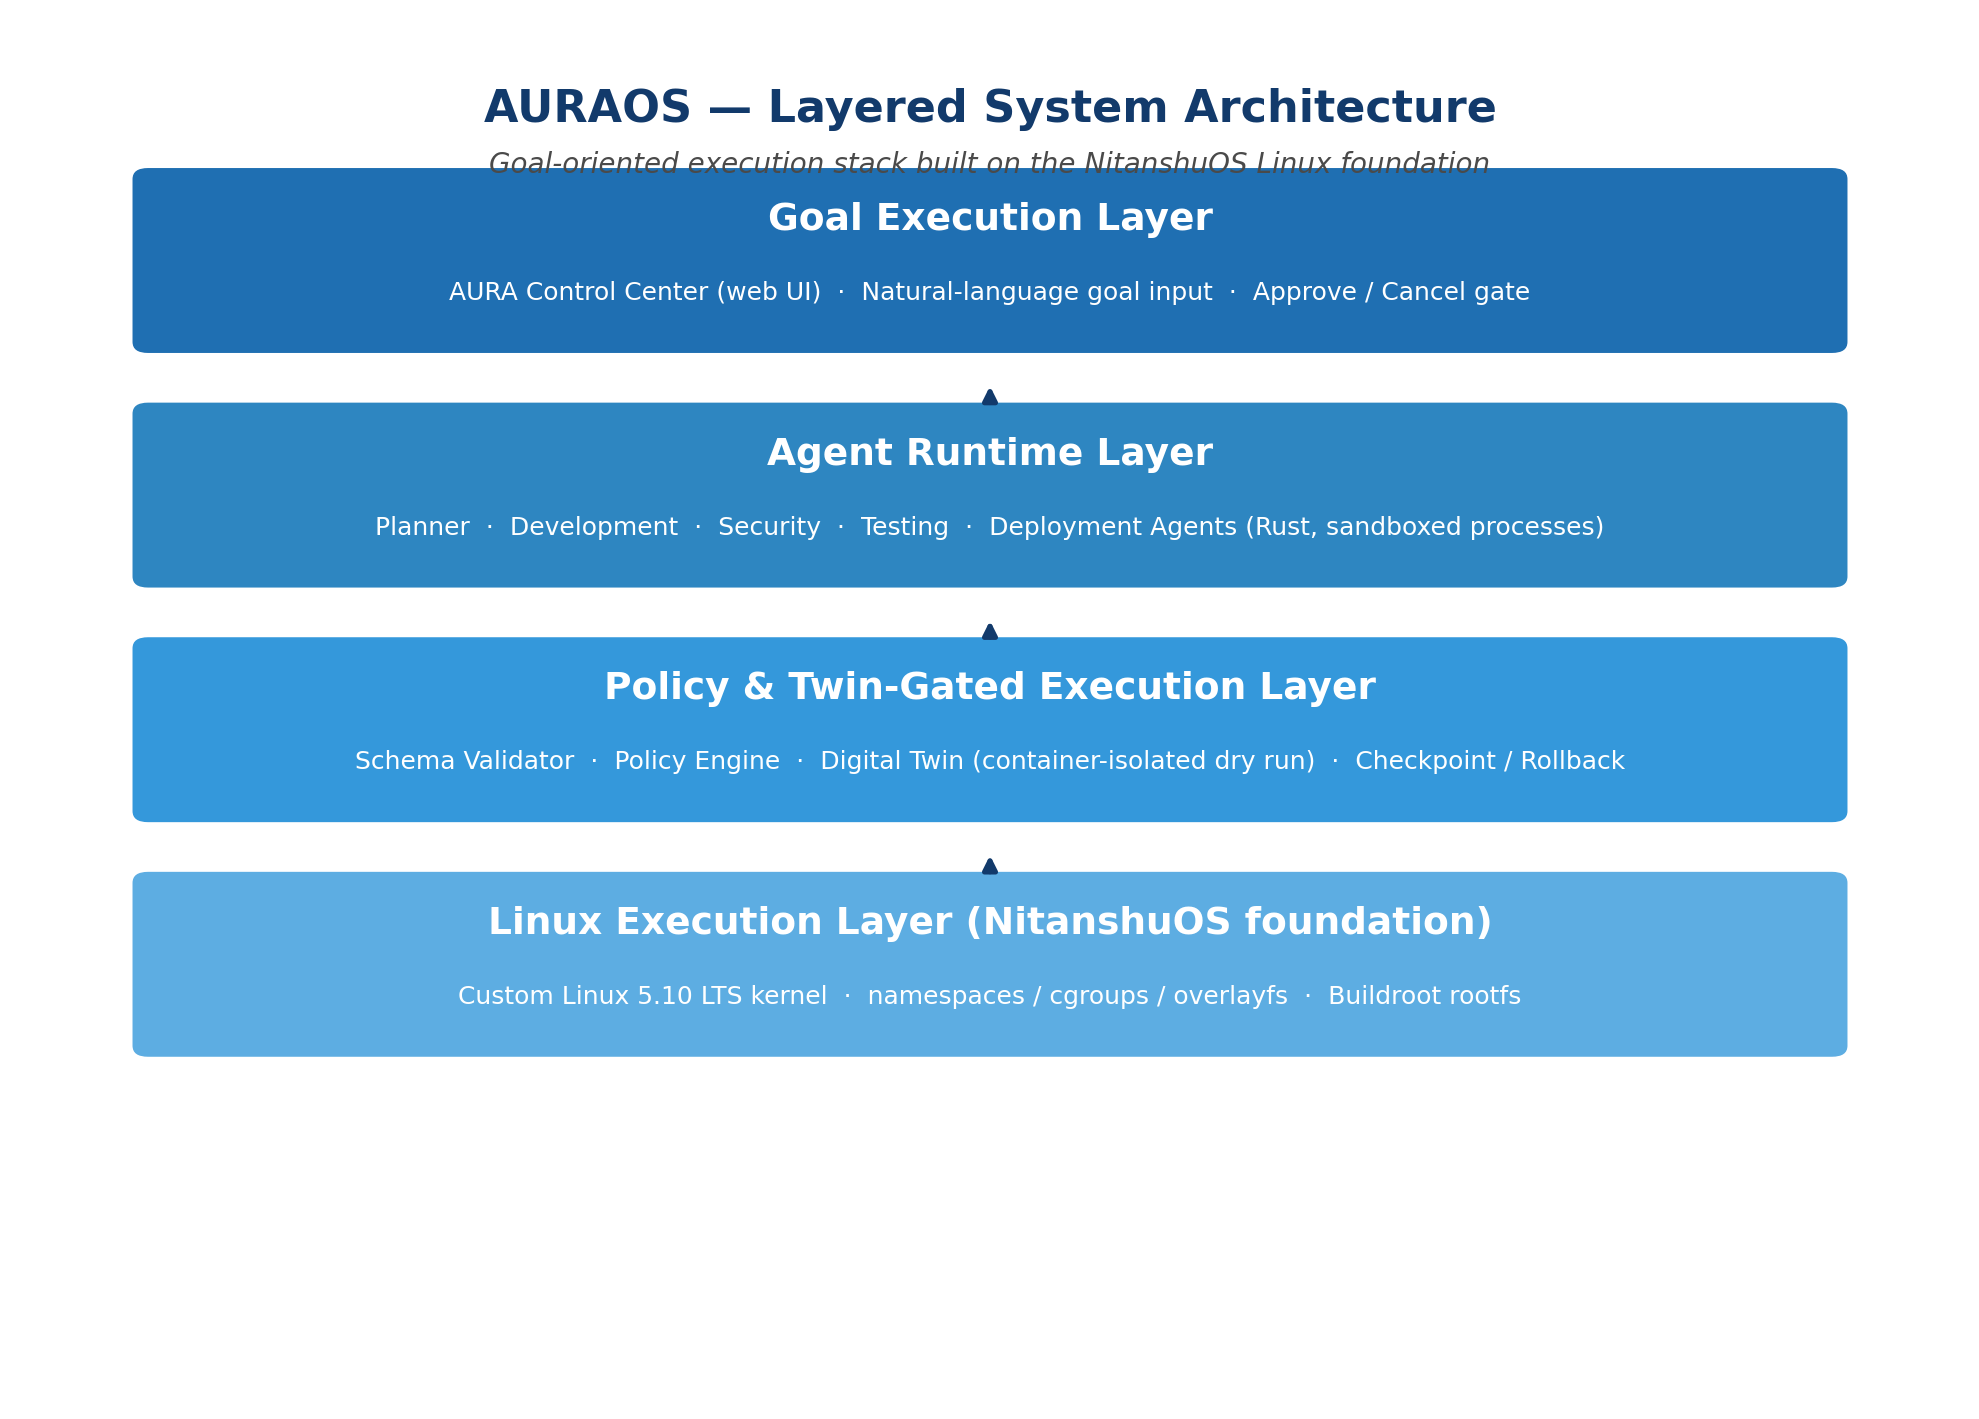 AURAOS — Layered System Architecture
Goal-oriented execution stack built on the NitanshuOS Linux foundation
Goal Execution Layer
AURA Control Center (web UI) · Natural-language goal input · Approve / Cancel gate
Agent Runtime Layer
Planner · Development · Security · Testing · Deployment Agents (Rust, sandboxed processes)
Policy & Twin-Gated Execution Layer
Schema Validator · Policy Engine · Digital Twin (container-isolated dry run) · Checkpoint / Rollback
Linux Execution Layer (NitanshuOS foundation)
Custom Linux 5.10 LTS kernel · namespaces / cgroups / overlayfs · Buildroot rootfs